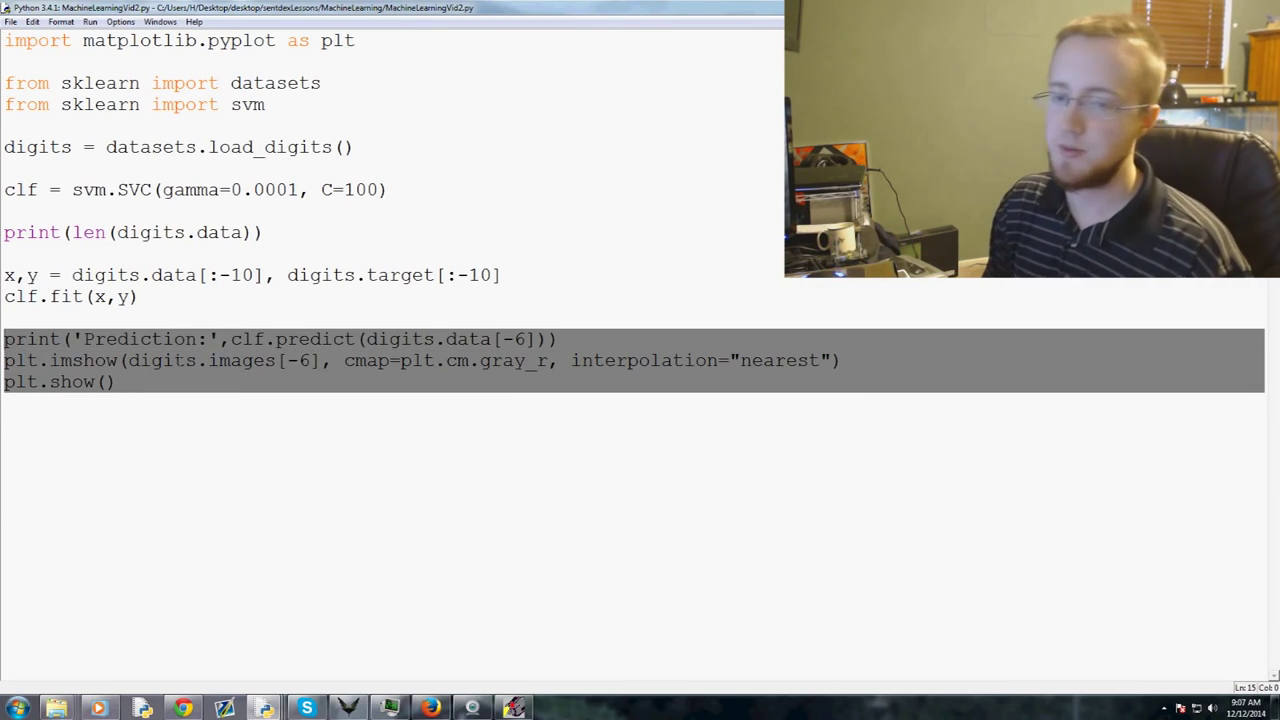 Python 3.4.1: MachineLearningVid2.py - C:/Users/H/Desktop/desktop/sentdexLessons/MachineLearning/MachineLearningVid2.py
File Edit Format Run Options Windows Help
import matplotlib.pyplot as plt
from sklearn import datasets
from sklearn import svm
digits = datasets.load_digits()
clf = svm.SVC(gamma=0.0001, C=100)
print(len(digits.data))
x,y = digits.data[:-10], digits.target[:-10]
clf.fit(x,y)
print('Prediction:',clf.predict(digits.data[-6]))
plt.imshow(digits.images[-6], cmap=plt.cm.gray_r, interpolation="nearest")
plt.show()
Ln: 15 Col: 0
9:07 AM
12/12/2014